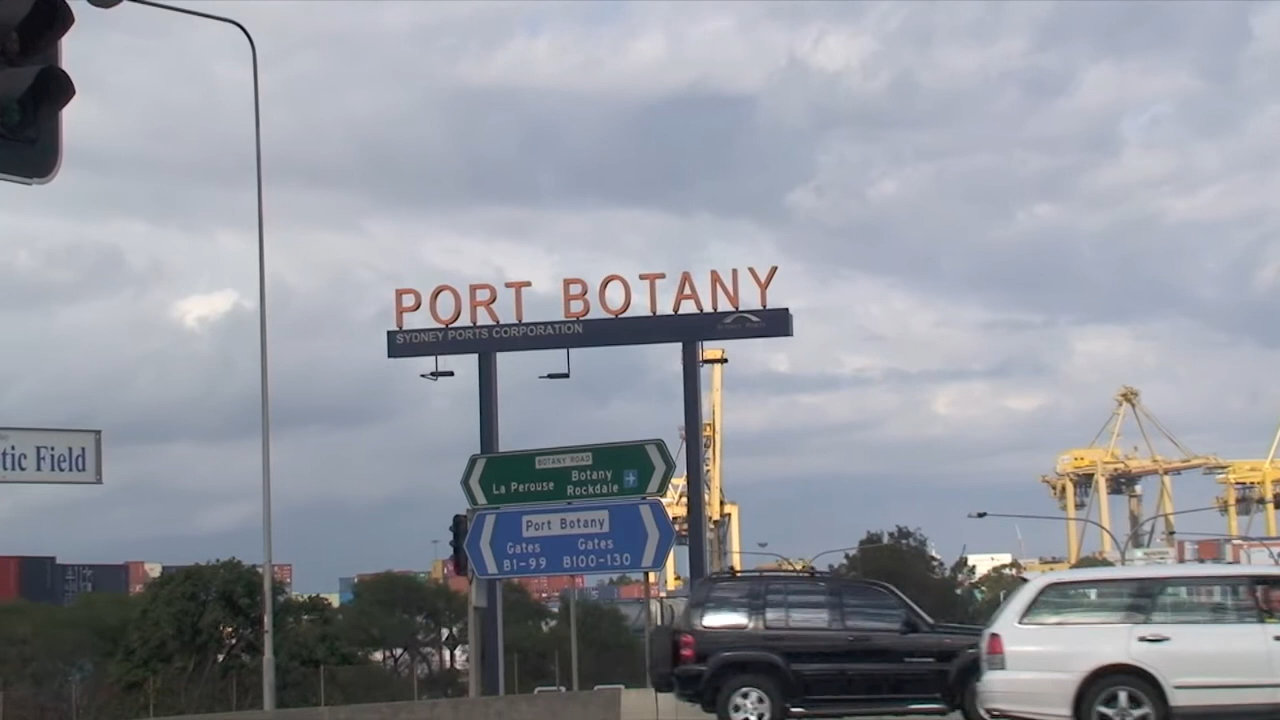 PORT BOTANY
SYDNEY PORTS CORPORATION
tic Field
BOTANY ROAD
La Perouse
Botany
Rockdale
Port Botany
Gates
B1-99
Gates
B100-130